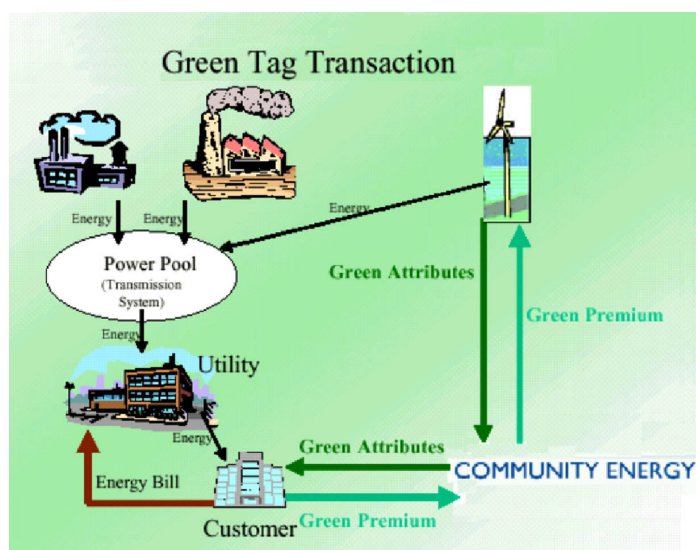 Green Tag Transaction
Energy
Energy
Energy
Power Pool
(Transmission
System)
Green Attributes
Green Premium
Energy
Utility
Energy
Green Attributes
COMMUNITY ENERGY
Energy Bill
Customer
Green Premium